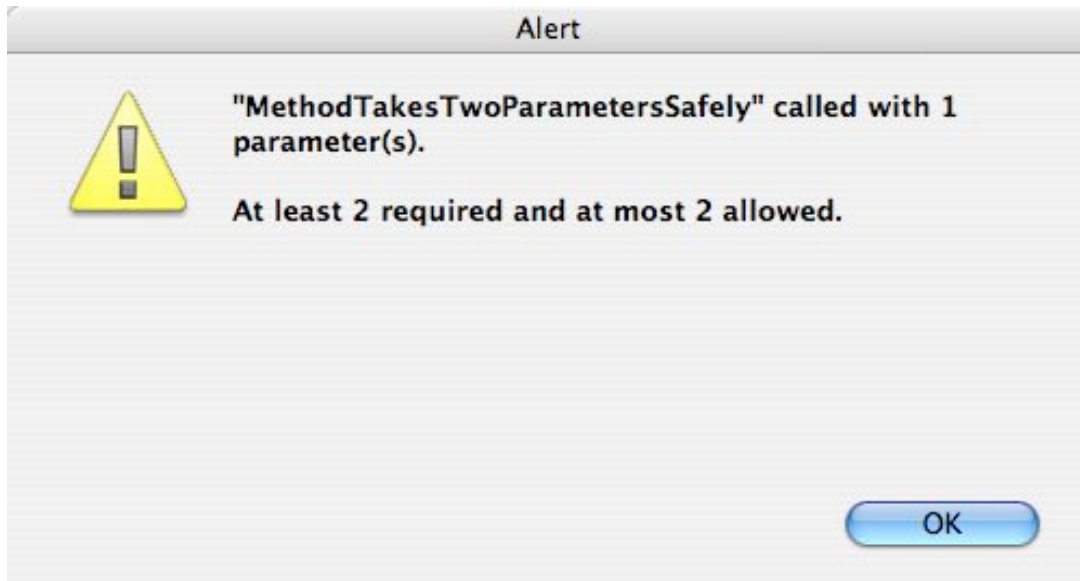 Alert
"MethodTakesTwoParametersSafely" called with 1
parameter(s).
At least 2 required and at most 2 allowed.
OK